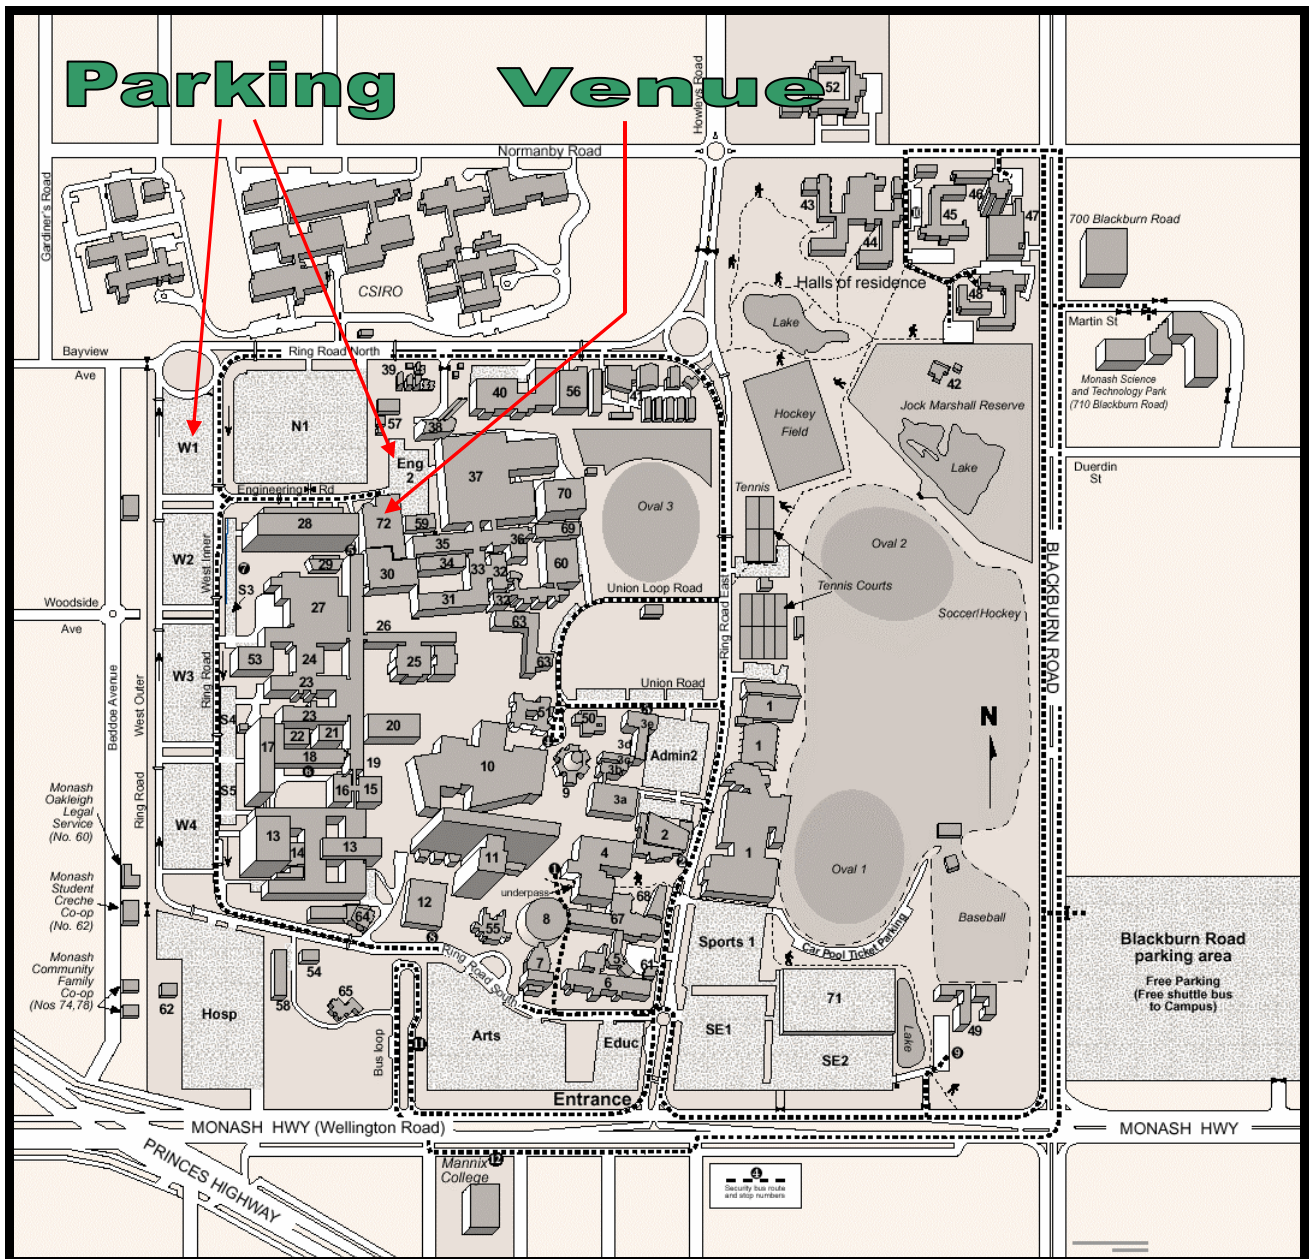 Parking
Venue
52
Howleys Road
Normanby Road
Gardiner's Road
43
44
45
46
47
48
700 Blackburn Road
CSIRO
Halls of residence
Lake
Martin St
Monash Science
and Technology Park
(710 Blackburn Road)
Bayview
Ave
Ring Road North
39
40
56
41
42
Jock Marshall Reserve
Hockey
Field
Lake
Duerdin
St
W1
N1
57
38
Eng
2
37
70
Oval 3
Tennis
Engineering Rd
28
72
59
69
36
35
Oval 2
W2
West Inner
7
S3
29
30
34
33
32
60
31
32
Union Loop Road
Tennis Courts
Woodside
Ave
27
26
63
Ring Road East
Soccer/Hockey
BLACKBURN ROAD
W3
Ring Road
53
24
25
63
23
Union Road
Beddoe Avenue
West Outer
S4
23
22
21
20
51
50
3e
3d
3c
3b
Admin2
1
1
N
17
18
19
10
9
S5
16
15
3a
Monash
Oakleigh
Legal
Service
(No. 60)
Ring Road
W4
13
14
13
11
4
2
1
Oval 1
Monash
Student
Creche
Co-op
(No. 62)
1
underpass
68
64
12
55
8
67
Baseball
Sports 1
Car Pool Ticket Parking
Blackburn Road
parking area
Free Parking
(Free shuttle bus
to Campus)
Monash
Community
Family
Co-op
(Nos 74,78)
62
Hosp
54
58
65
Ring Road South
7
5
61
6
71
Bus loop
11
Arts
Educ
SE1
SE2
Lake
49
9
Entrance
MONASH HWY (Wellington Road)
MONASH HWY
PRINCES HIGHWAY
Mannix
College
12
4
Security bus route
and stop numbers